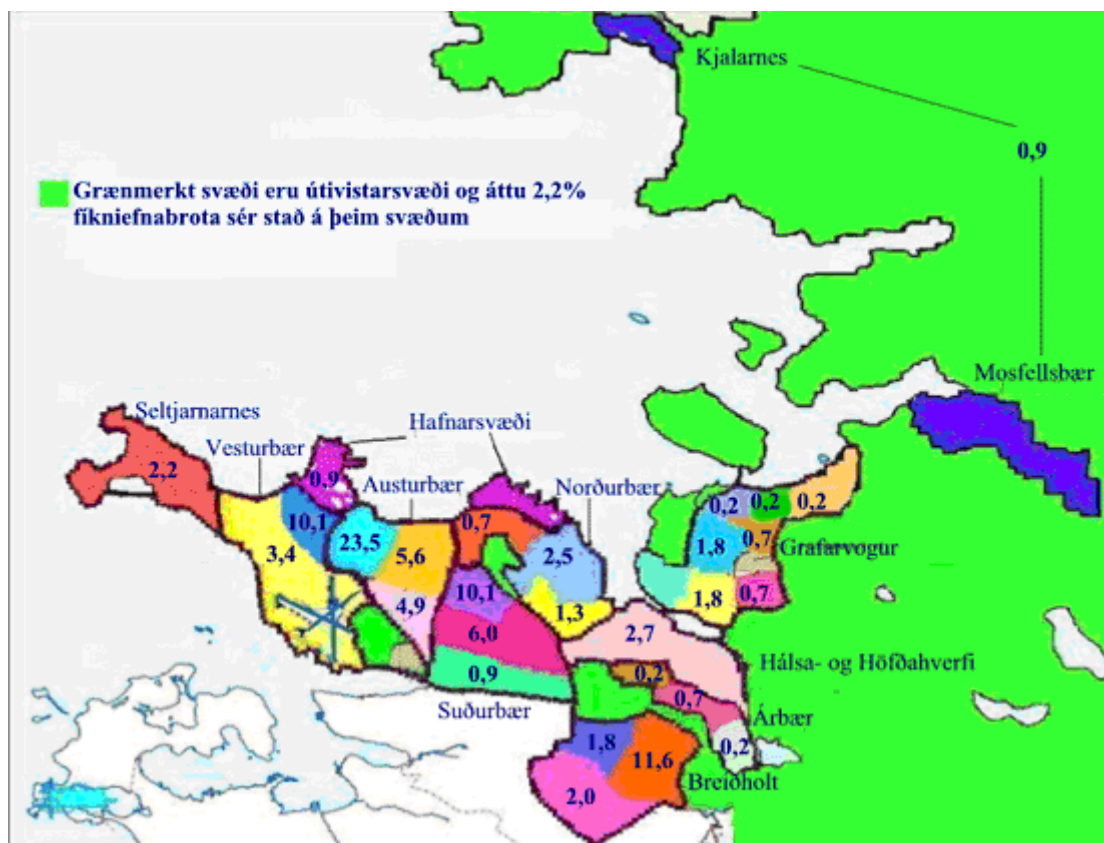 Kjalarnes
0,9
Grænmerkt svæði eru útivistarsvæði og áttu 2,2%
fíkniefnabrota sér stað á þeim svæðum
Mosfellsbær
Seltjarnarnes
Hafnarsvæði
Vesturbær
Austurbær
Norðurbær
2,2
0,9
10,1
23,5
3,4
5,6
4,9
0,7
2,5
10,1
1,3
6,0
0,9
0,2
0,2
0,2
1,8
0,7
Grafarvogur
1,8
0,7
2,7
Hálsa- og Höfðahverfi
0,2
0,7
Árbær
0,2
Suðurbær
1,8
11,6
Breiðholt
2,0